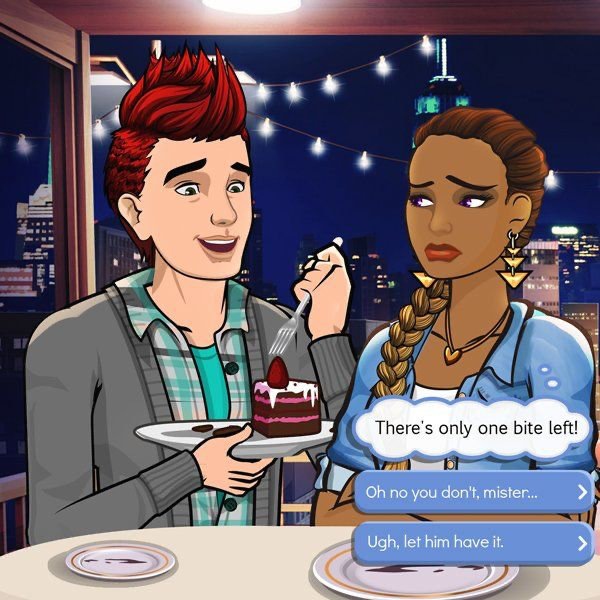 There's only one bite left!
Oh no you don't, mister...
Ugh, let him have it.